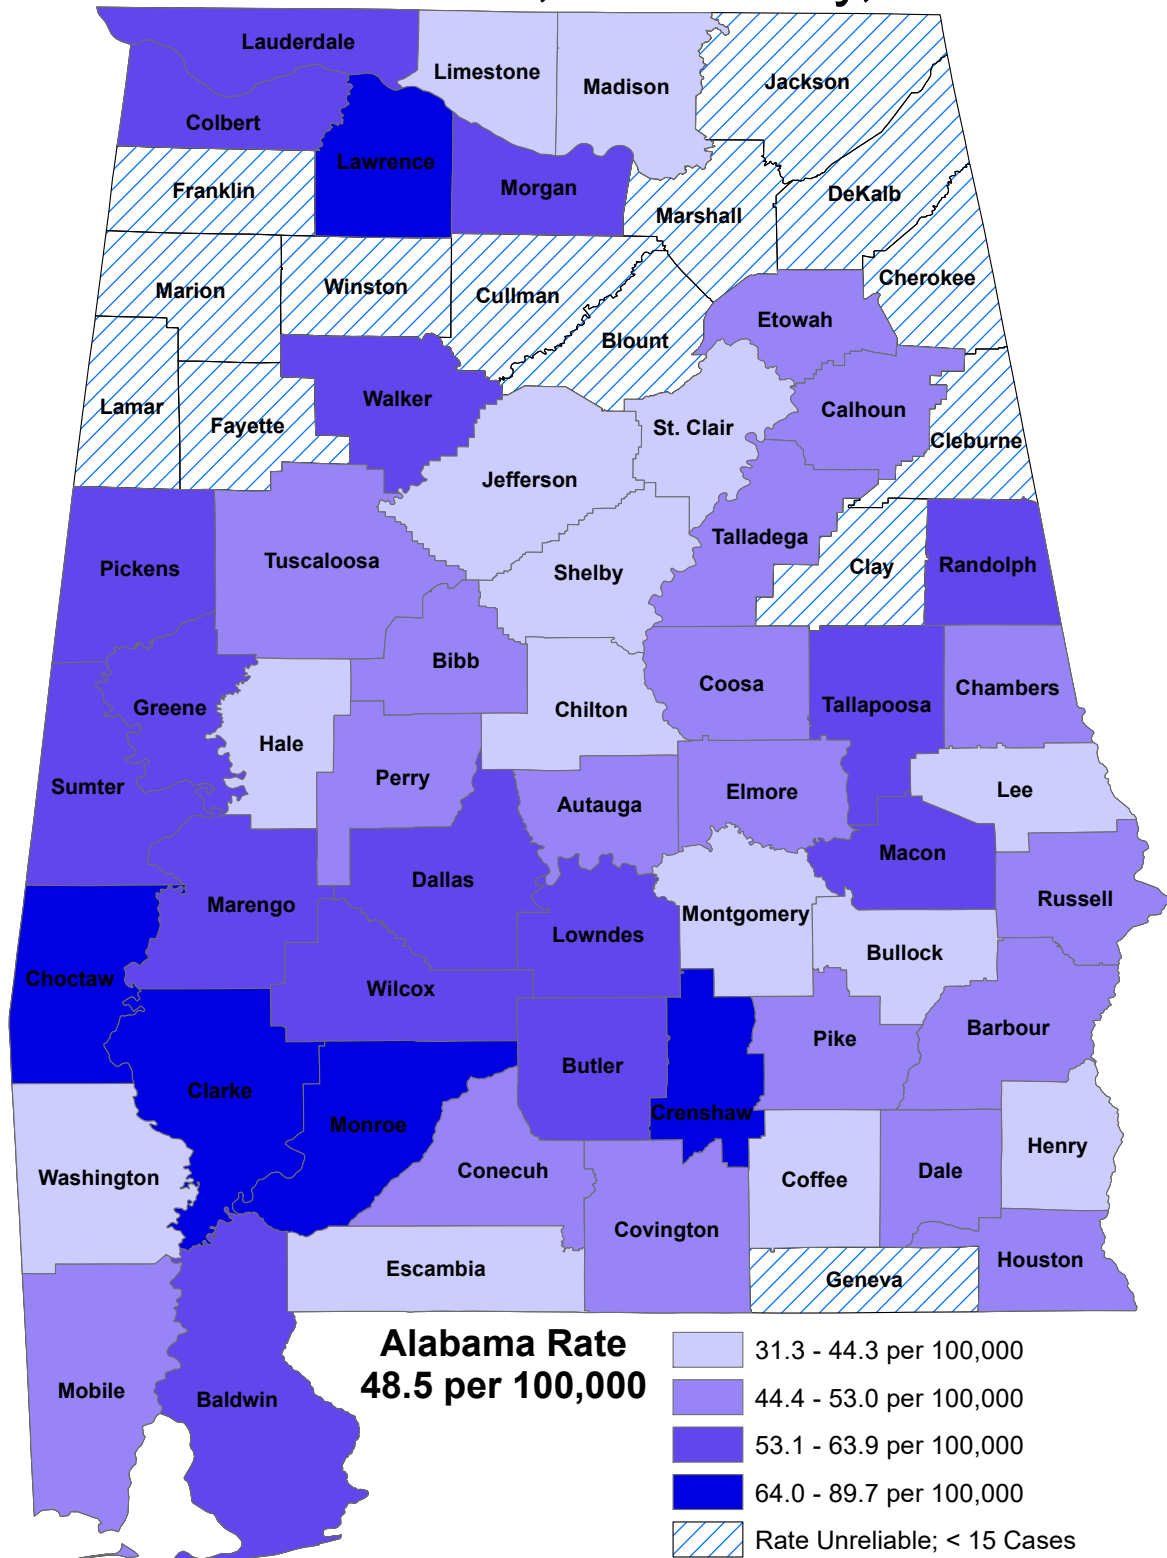 Lauderdale
Limestone
Madison
Jackson
Colbert
Lawrence
Franklin
Morgan
DeKalb
Marshall
Cherokee
Marion
Winston
Cullman
Etowah
Blount
Walker
Lamar
Calhoun
Fayette
St. Clair
Cleburne
Jefferson
Talladega
Tuscaloosa
Pickens
Shelby
Clay
Randolph
Bibb
Coosa
Chambers
Greene
Chilton
Tallapoosa
Hale
Perry
Sumter
Autauga
Elmore
Lee
Macon
Dallas
Marengo
Russell
Montgomery
Lowndes
Bullock
Choctaw
Wilcox
Barbour
Pike
Butler
Clarke
Crenshaw
Monroe
Henry
Conecuh
Washington
Dale
Coffee
Covington
Houston
Escambia
Geneva
Alabama Rate
48.5 per 100,000
Mobile
Baldwin
31.3 - 44.3 per 100,000
44.4 - 53.0 per 100,000
53.1 - 63.9 per 100,000
64.0 - 89.7 per 100,000
Rate Unreliable; < 15 Cases